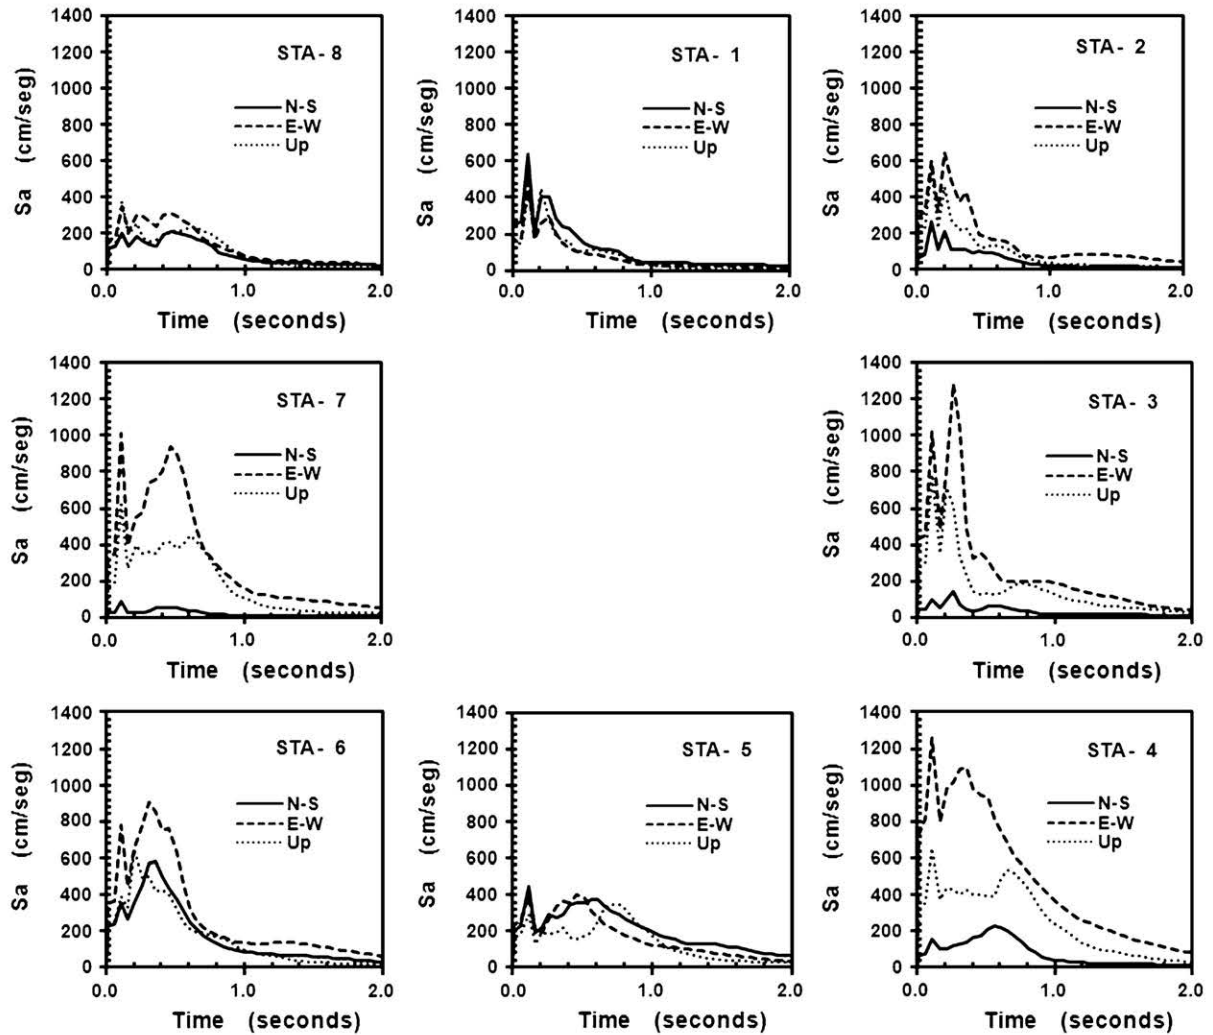 1400
1200
1000
800
600
400
200
0
Sa (cm/seg)
STA- 8
N-S
E-W
Up
0.0 1.0 2.0
Time (seconds)
1400
1200
1000
800
600
400
200
0
Sa (cm/seg)
STA- 1
N-S
E-W
Up
0.0 1.0 2.0
Time (seconds)
1400
1200
1000
800
600
400
200
0
Sa (cm/seg)
STA- 2
N-S
E-W
Up
0.0 1.0 2.0
Time (seconds)
1400
1200
1000
800
600
400
200
0
Sa (cm/seg)
STA- 7
N-S
E-W
Up
0.0 1.0 2.0
Time (seconds)
1400
1200
1000
800
600
400
200
0
Sa (cm/seg)
STA- 3
N-S
E-W
Up
0.0 1.0 2.0
Time (seconds)
1400
1200
1000
800
600
400
200
0
Sa (cm/seg)
STA- 6
N-S
E-W
Up
0.0 1.0 2.0
Time (seconds)
1400
1200
1000
800
600
400
200
0
Sa (cm/seg)
STA- 5
N-S
E-W
Up
0.0 1.0 2.0
Time (seconds)
1400
1200
1000
800
600
400
200
0
Sa (cm/seg)
STA- 4
N-S
E-W
Up
0.0 1.0 2.0
Time (seconds)